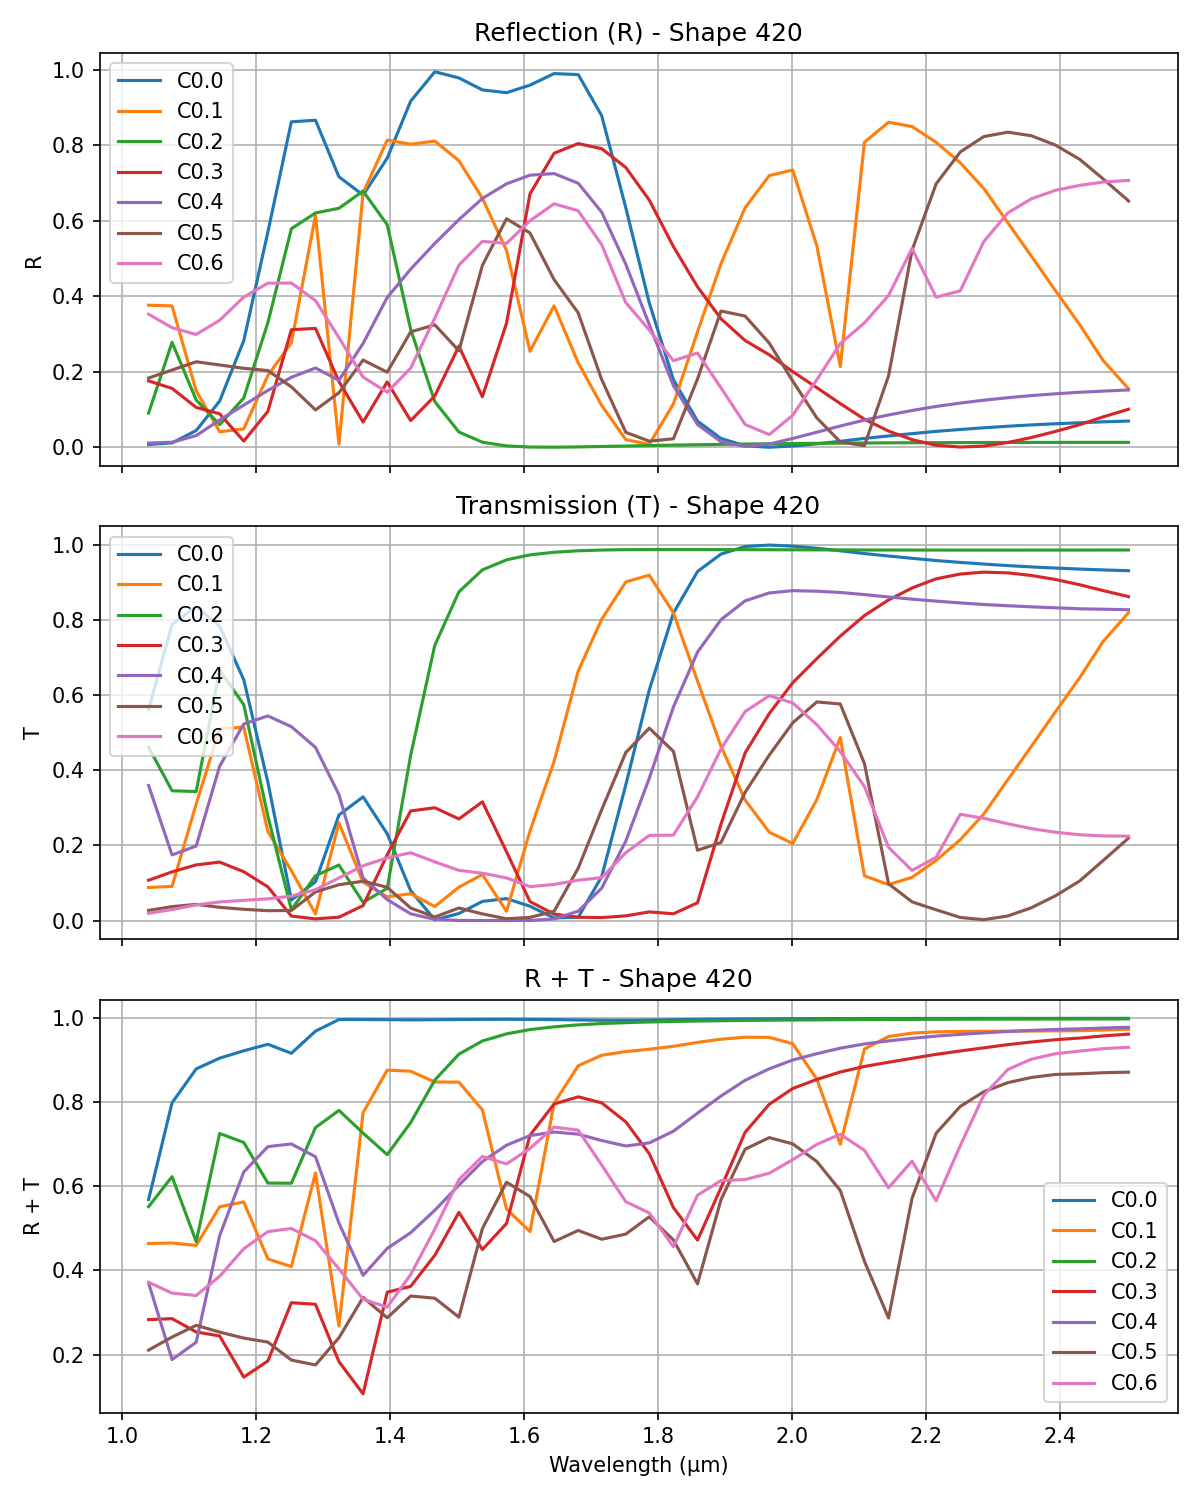 Reflection (R) - Shape 420
1.0
0.8
0.6
0.4
0.2
0.0
R
C0.0
C0.1
C0.2
C0.3
C0.4
C0.5
C0.6
Transmission (T) - Shape 420
1.0
0.8
0.6
0.4
0.2
0.0
T
C0.0
C0.1
C0.2
C0.3
C0.4
C0.5
C0.6
R + T - Shape 420
1.0
0.8
0.6
0.4
0.2
R + T
C0.0
C0.1
C0.2
C0.3
C0.4
C0.5
C0.6
1.0 1.2 1.4 1.6 1.8 2.0 2.2 2.4
Wavelength (μm)